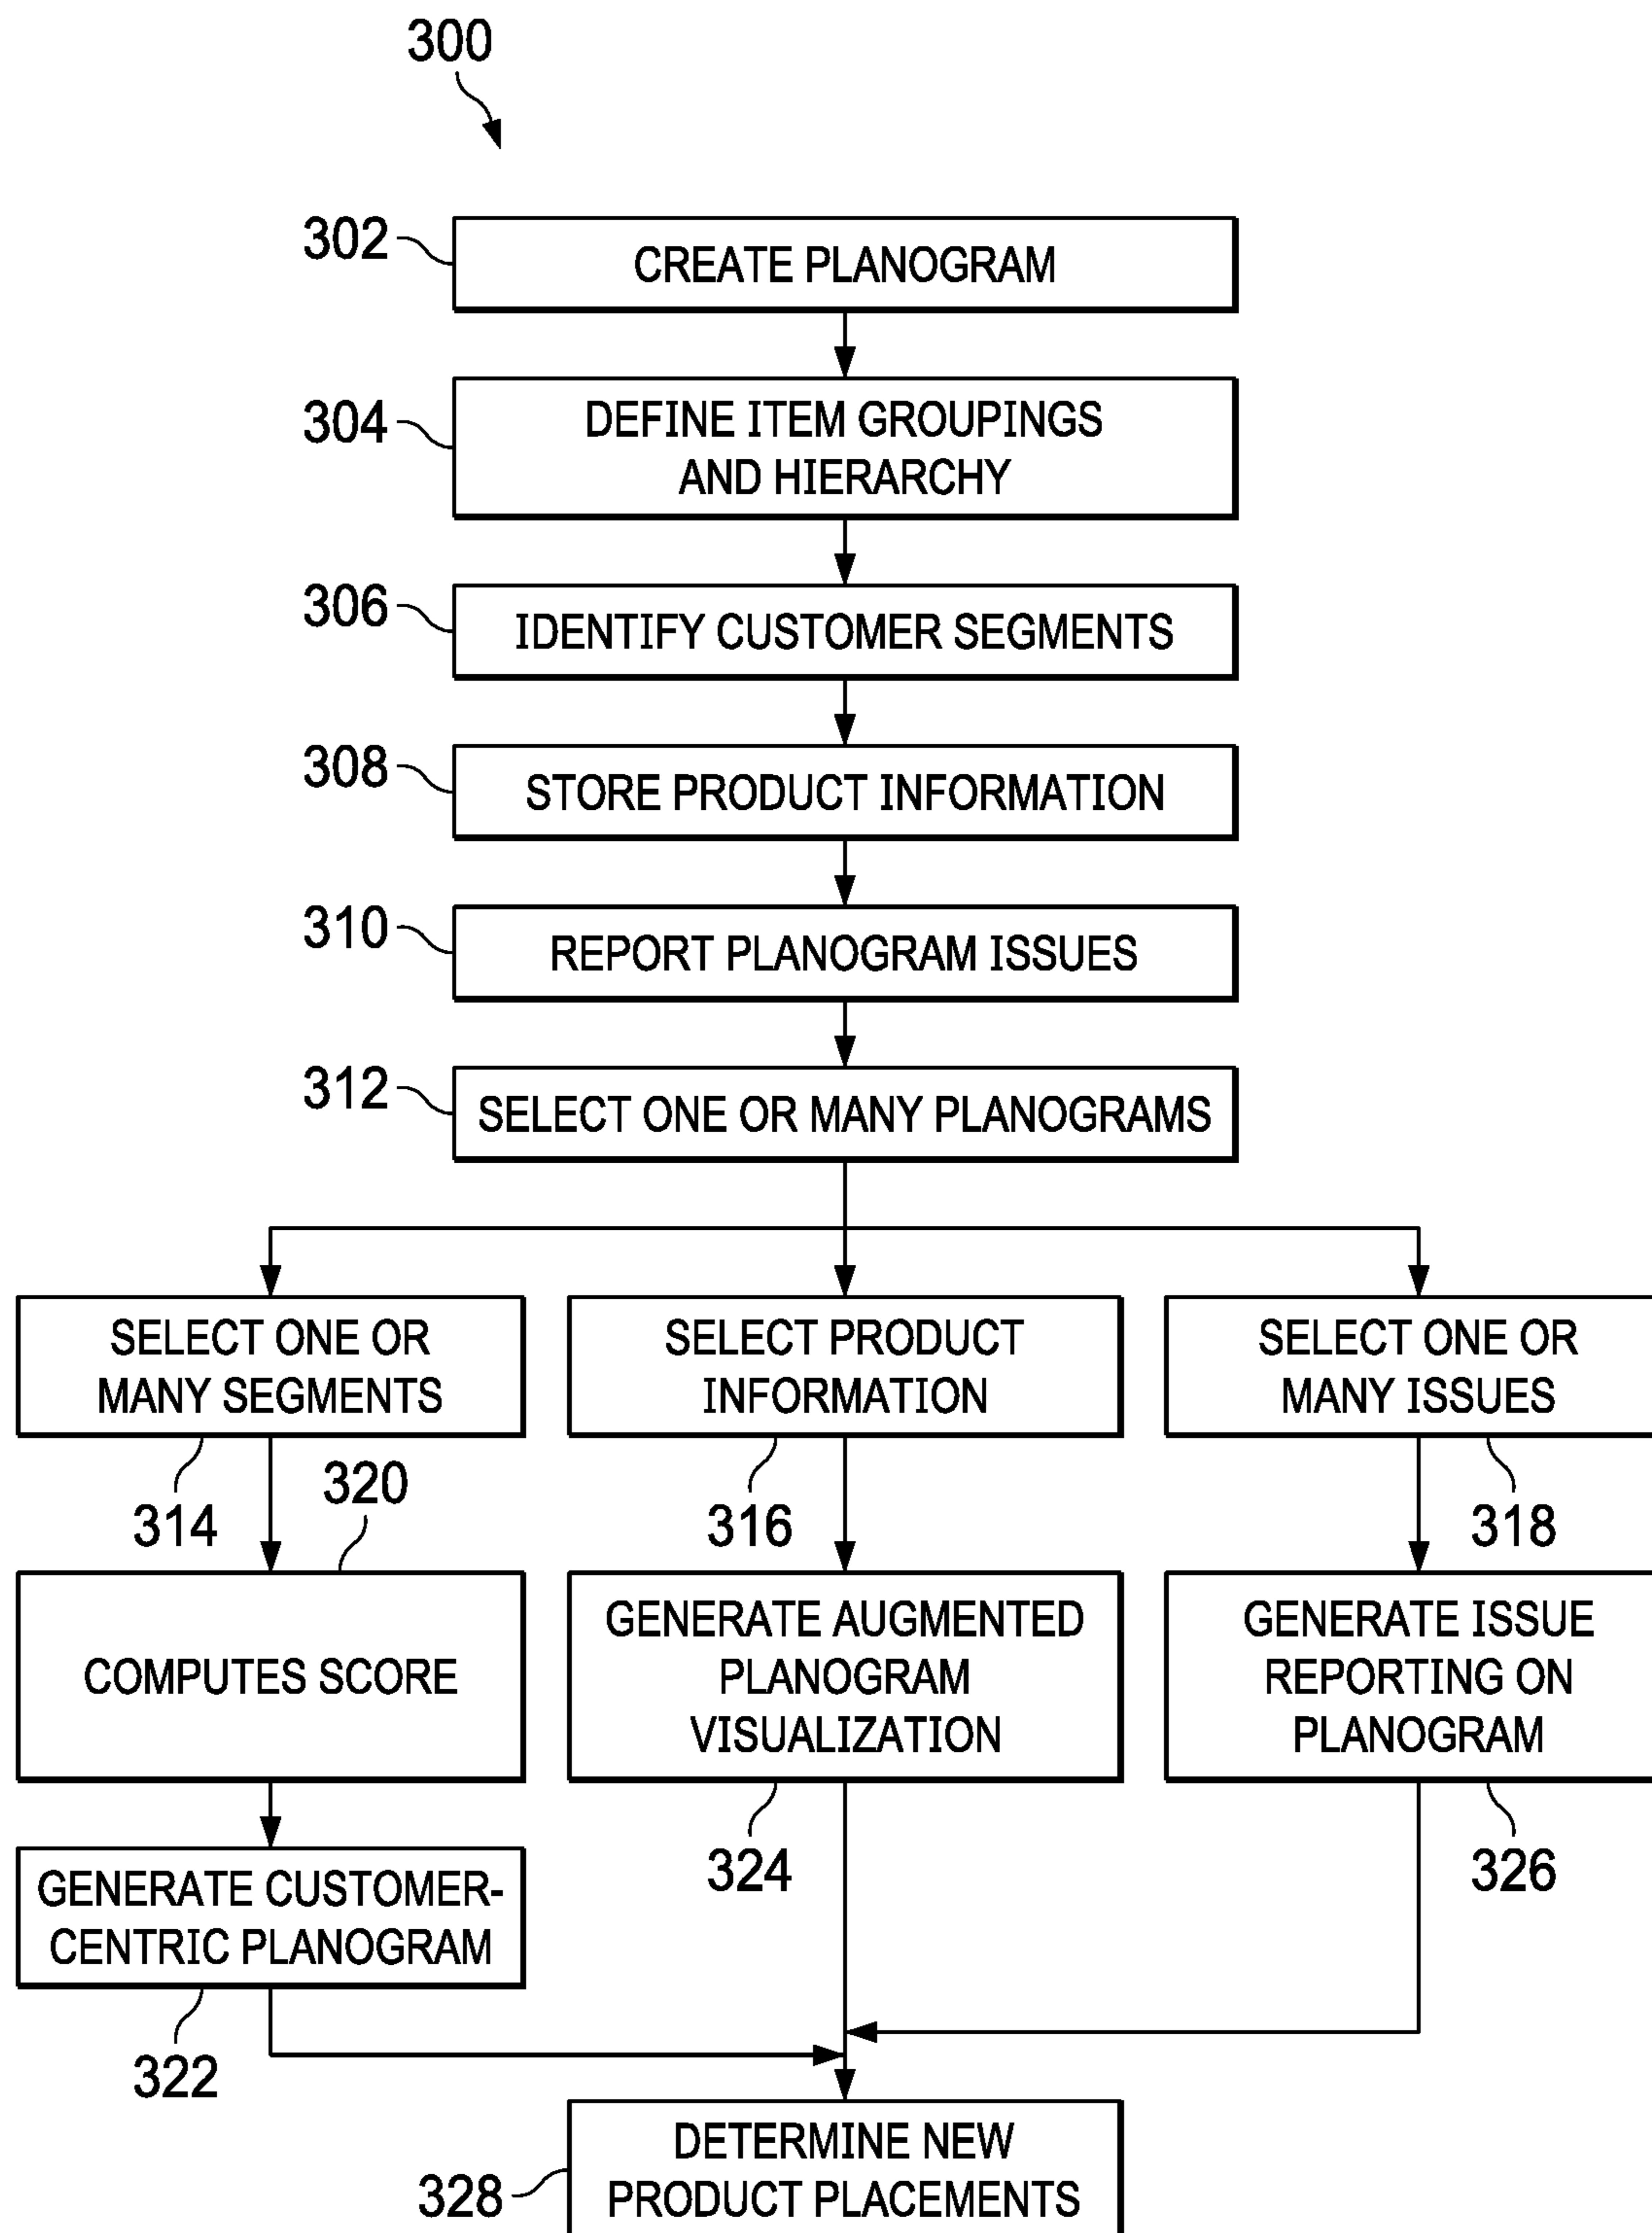 300
302
CREATE PLANOGRAM
304
DEFINE ITEM GROUPINGS
AND HIERARCHY
306
IDENTIFY CUSTOMER SEGMENTS
308
STORE PRODUCT INFORMATION
310
REPORT PLANOGRAM ISSUES
312
SELECT ONE OR MANY PLANOGRAMS
SELECT ONE OR
MANY SEGMENTS
314
SELECT PRODUCT
INFORMATION
316
SELECT ONE OR
MANY ISSUES
318
320
COMPUTES SCORE
GENERATE AUGMENTED
PLANOGRAM
VISUALIZATION
324
GENERATE ISSUE
REPORTING ON
PLANOGRAM
326
GENERATE CUSTOMER-
CENTRIC PLANOGRAM
322
DETERMINE NEW
PRODUCT PLACEMENTS
328